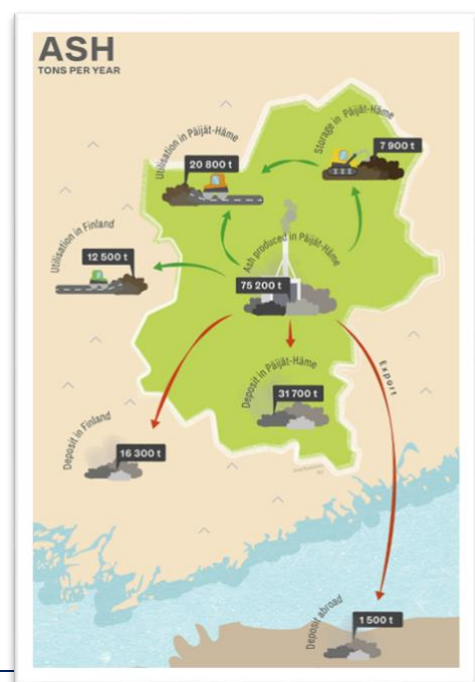 ASH
TONS PER YEAR
Utilisation in Päijät-Häme
20 800 t
Storage in Päijät-Häme
7 900 t
Utilisation in Finland
12 500 t
Ash produced in Päijät-Häme
75 200 t
Deposit in Päijät-Häme
31 700 t
Export
Deposit in Finland
16 300 t
Deposit abroad
1 500 t